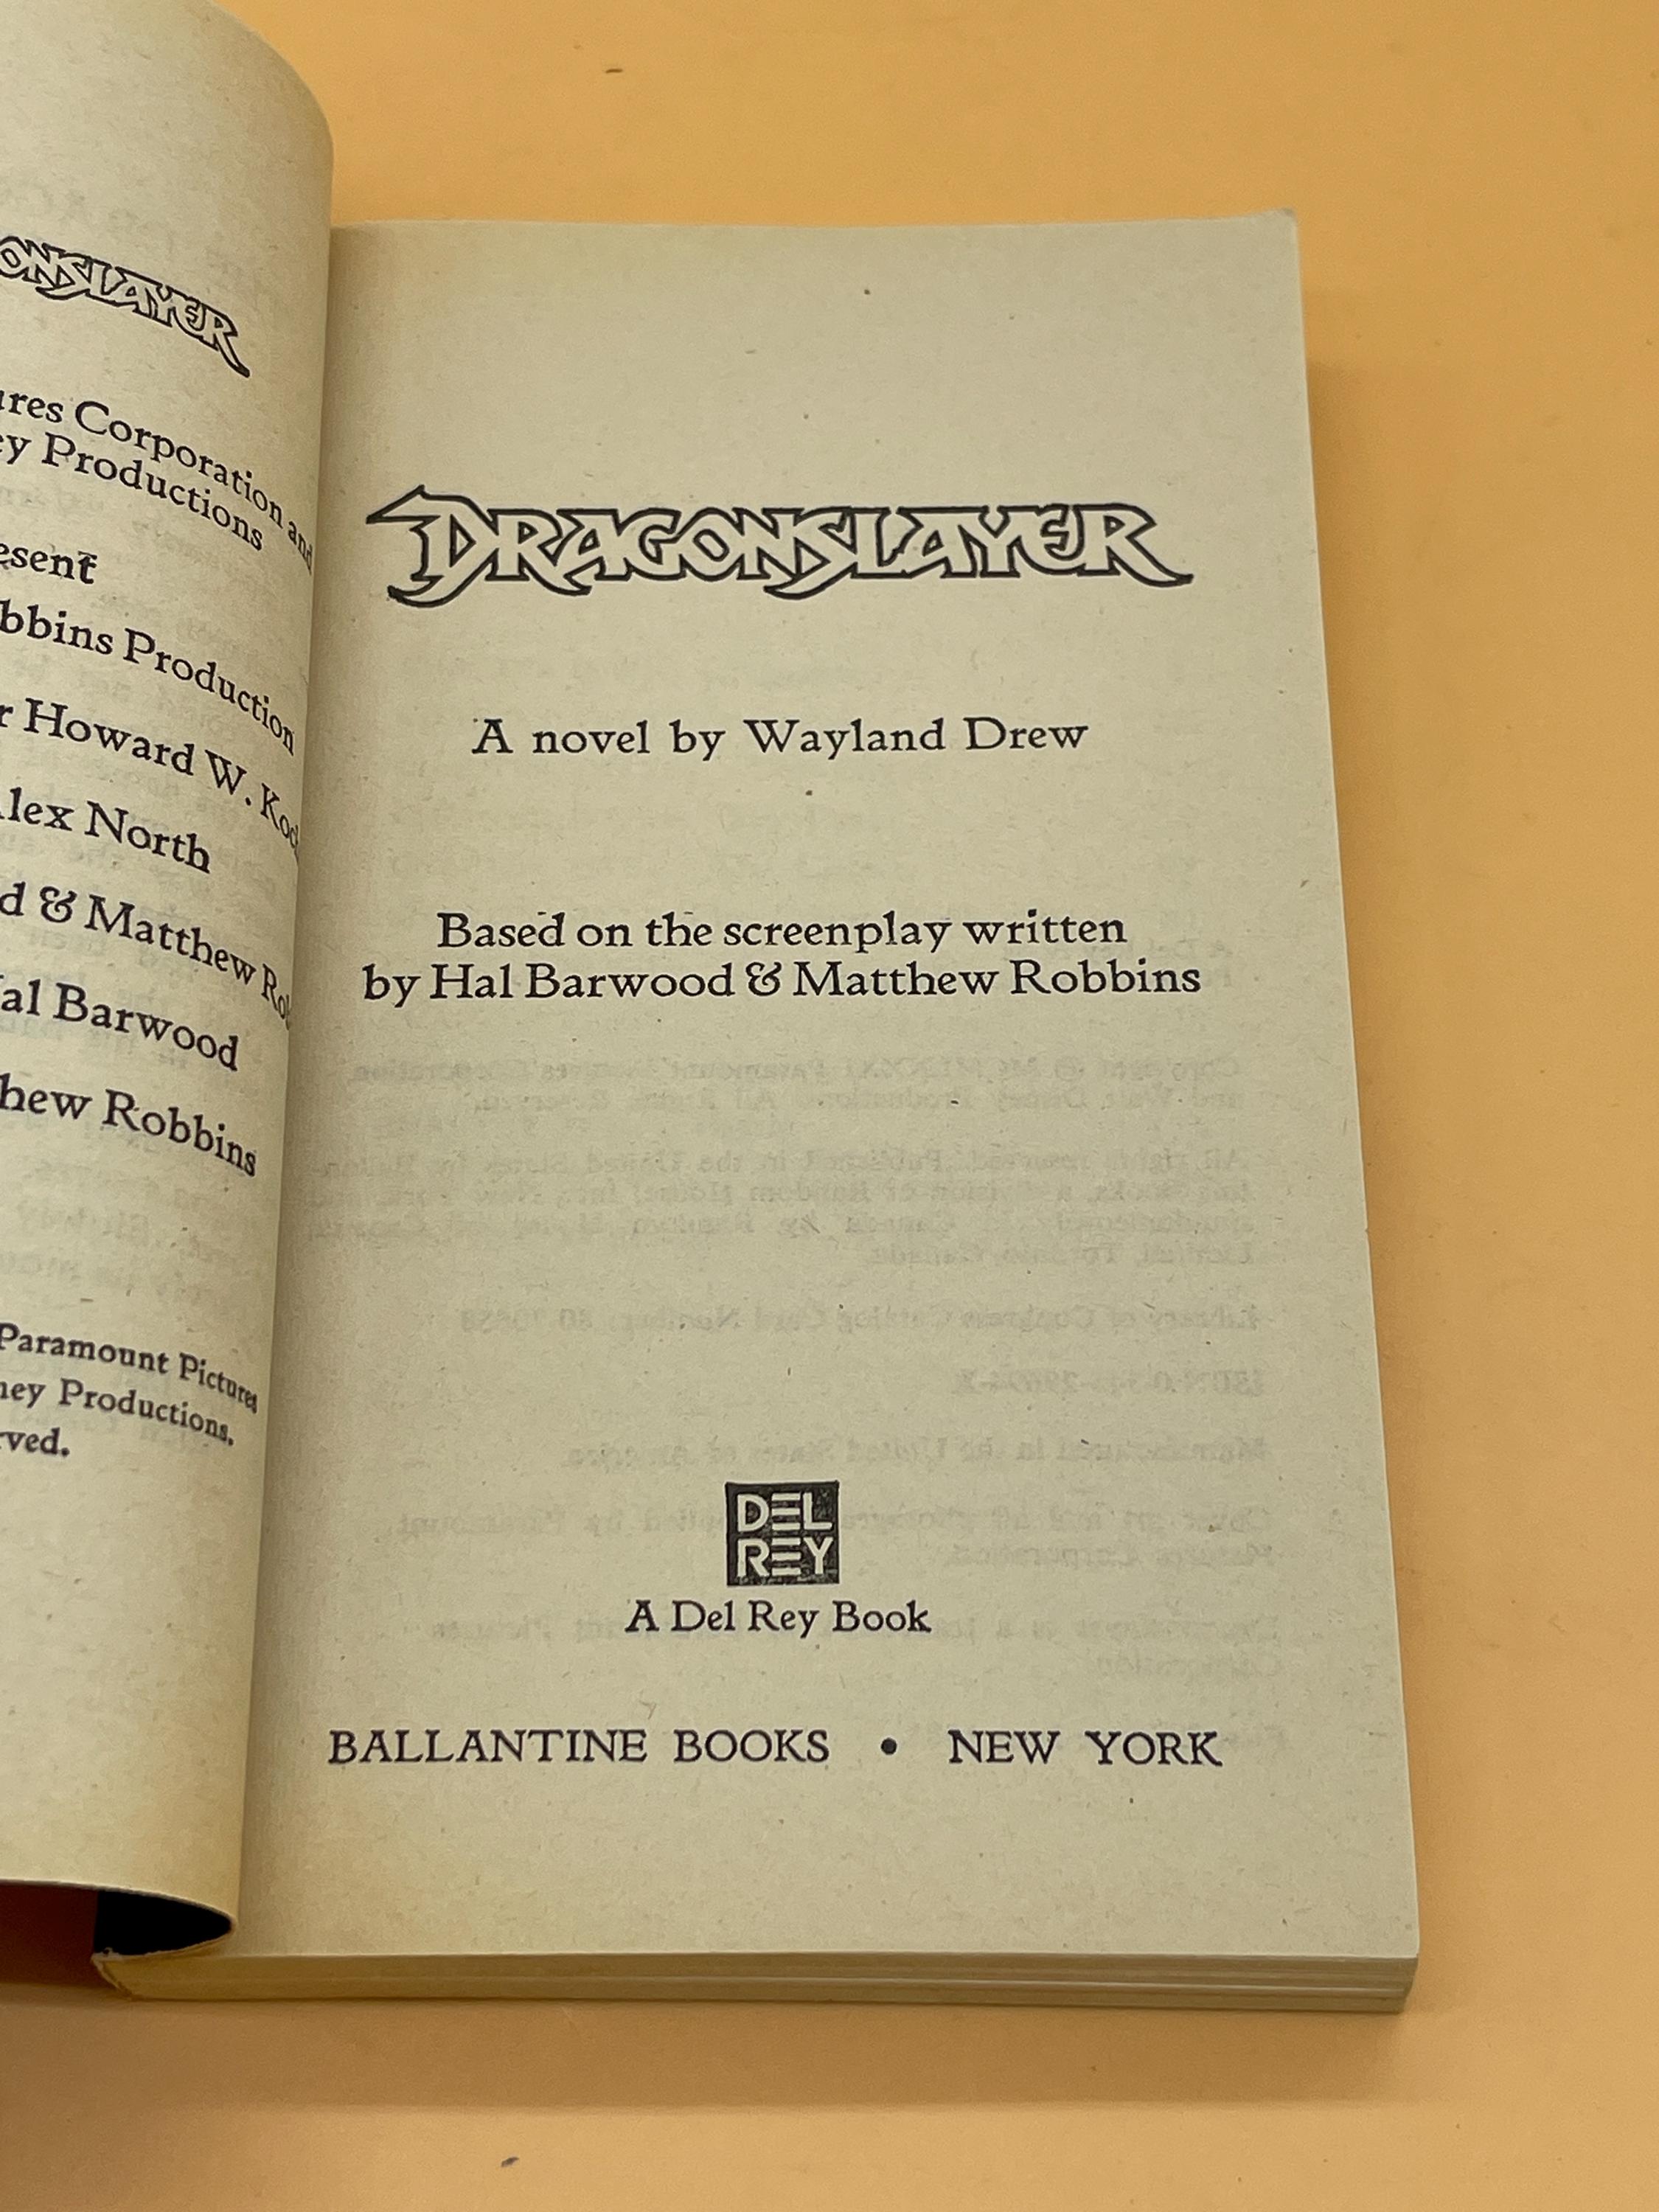 ONSLAYER
ures Corporation and
ey Productions
esent
bbins Production
r Howard W. Koc
lex North
d & Matthew Rob
al Barwood
hew Robbins
Paramount Pictures
ney Productions.
rved.
DRAGONSLAYER
A novel by Wayland Drew
Based on the screenplay written
by Hal Barwood & Matthew Robbins
DEL
REY
A Del Rey Book
BALLANTINE BOOKS • NEW YORK